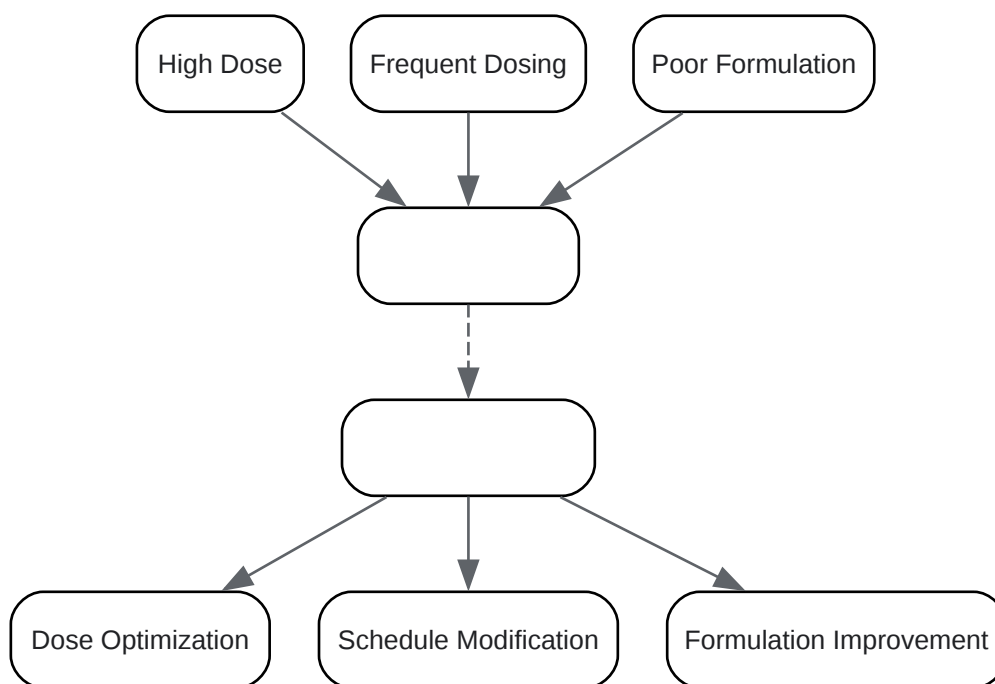 High Dose
Frequent Dosing
Poor Formulation
Dose Optimization
Schedule Modification
Formulation Improvement